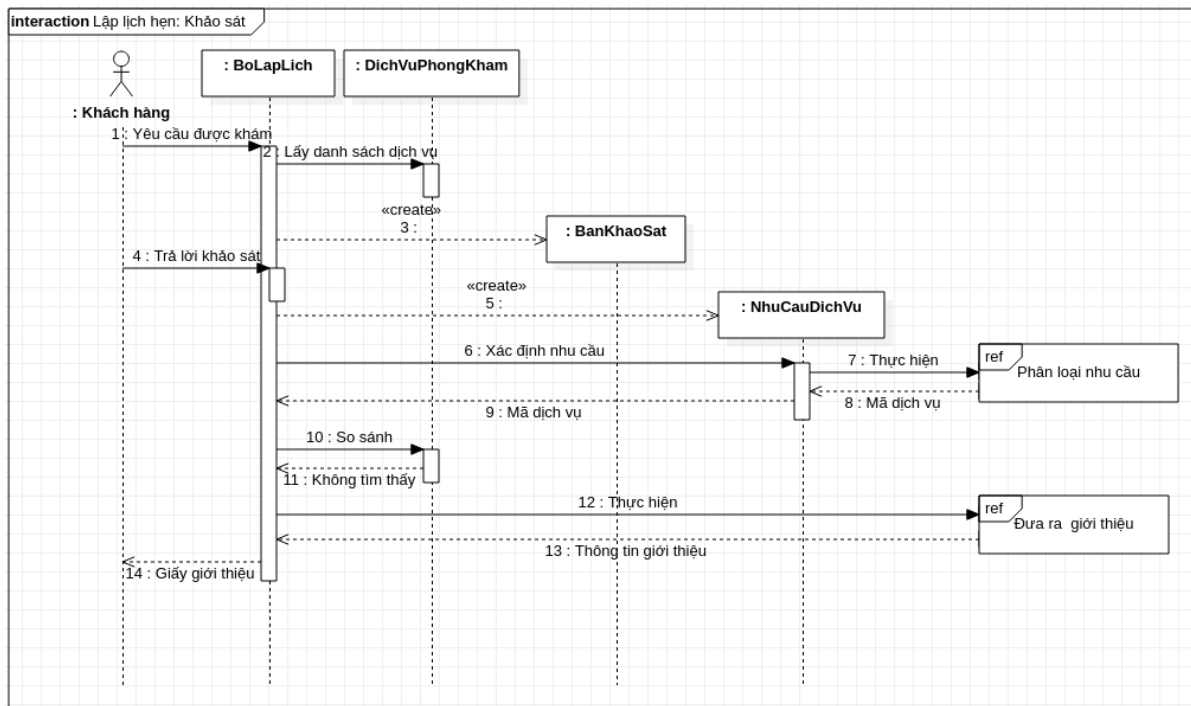 interaction Lập lịch hẹn: Khảo sát
: BoLapLich
: DichVuPhongKham
: Khách hàng
1 : Yêu cầu được khám
2 : Lấy danh sách dịch vụ
«create»
3 :
: BanKhaoSat
4 : Trả lời khảo sát
«create»
5 :
: NhuCauDichVu
6 : Xác định nhu cầu
7 : Thực hiện
ref
Phân loại nhu cầu
8 : Mã dịch vụ
9 : Mã dịch vụ
10 : So sánh
11 : Không tìm thấy
12 : Thực hiện
ref
Đưa ra giới thiệu
13 : Thông tin giới thiệu
14 : Giấy giới thiệu